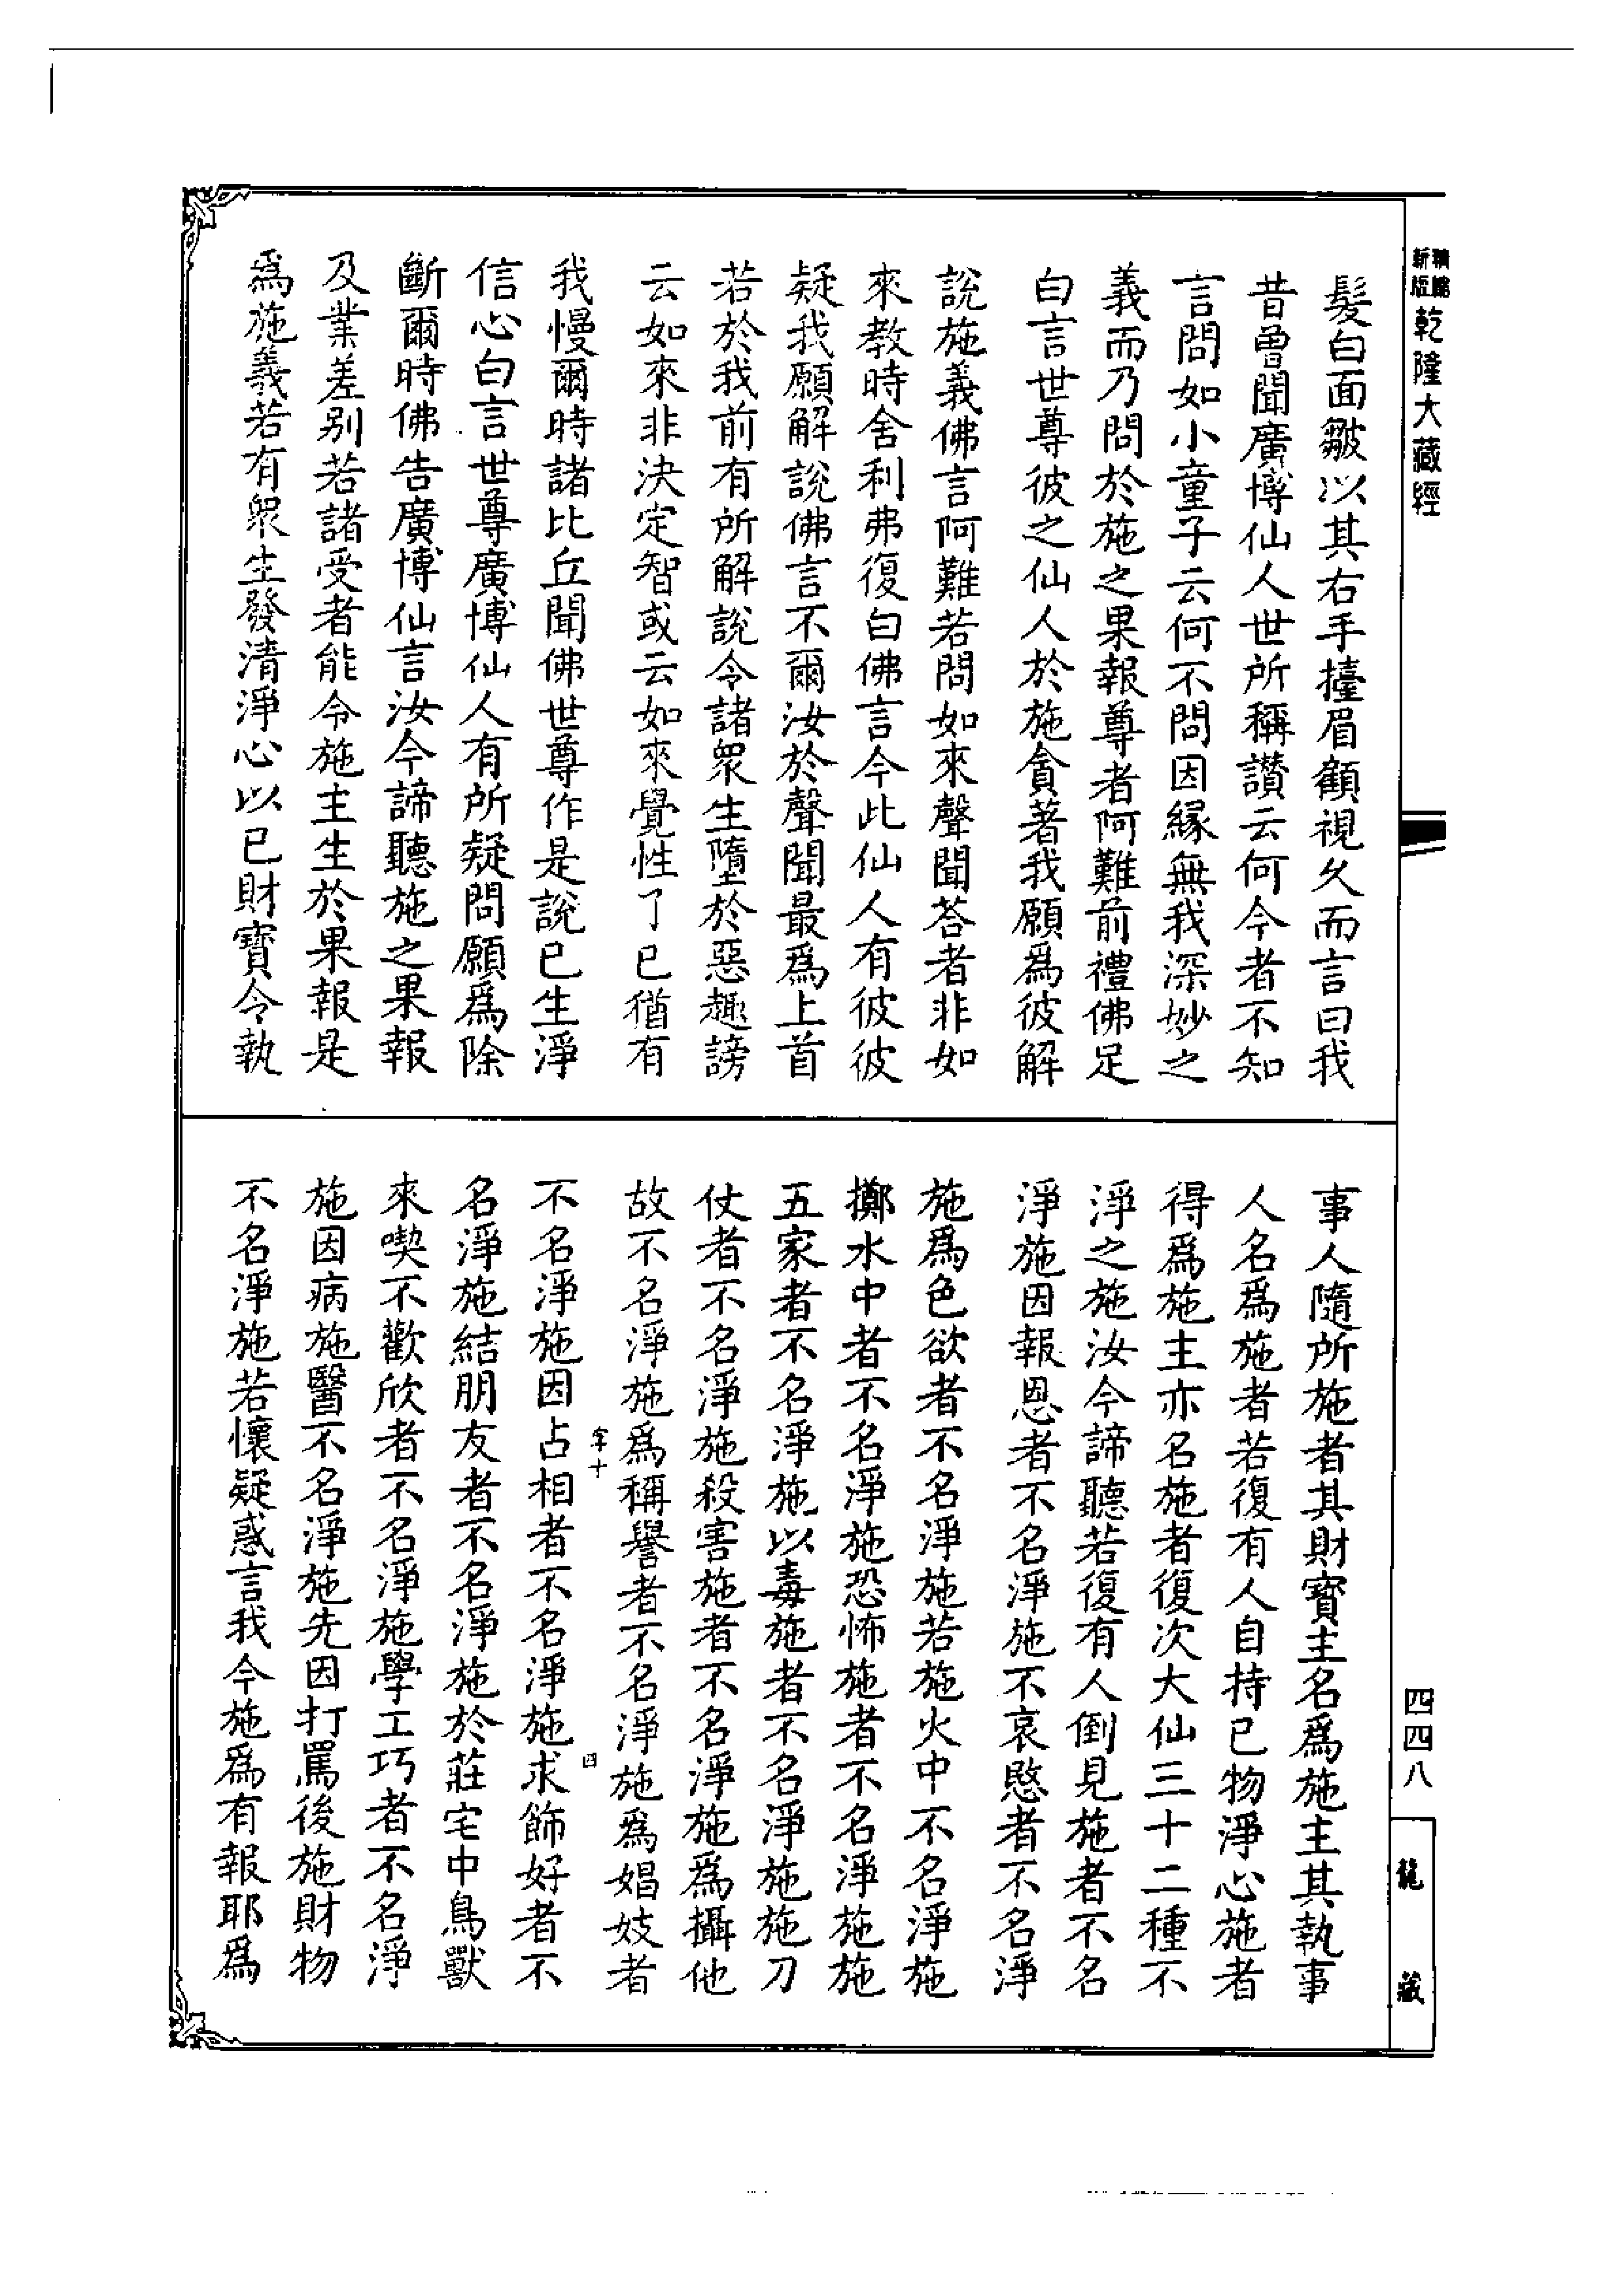 精縮
新版
乾隆大藏經
髮白面皺以其右手擡眉顧視久而言曰我
昔曾聞廣博仙人世所稱讃云何今者不知
言問如小童子云何不問因緣無我深妙之
義而乃問於施之果報尊者阿難前禮佛足
白言世尊彼之仙人於施貪著我願爲彼解
說施義佛言阿難若問如來聲聞荅者非如
來教時舍利弗復白佛言今此仙人有彼彼
疑我願解說佛言不爾汝於聲聞最爲上首
若於我前有所解說令諸衆生墮於惡趣謗
云如來非決定智或云如來覺性了已猶有
我慢爾時諸比丘聞佛世尊作是說已生淨
信心白言世尊廣博仙人有所疑問願爲除
斷爾時佛告廣博仙言汝今諦聽施之果報
及業差别若諸受者能令施主生於果報是
爲施義若有衆生發清淨心以已財寶令執
事人隨所施者其財寶主名爲施主其執事
人名爲施者若復有人自持已物淨心施者
得爲施主亦名施者復次大仙三十二種不
淨之施汝今諦聽若復有人倒見施者不名
淨施因報恩者不名淨施不哀愍者不名淨
施爲色欲者不名淨施若施火中不名淨施
擲水中者不名淨施恐怖施者不名淨施施
五家者不名淨施以毒施者不名淨施施刀
仗者不名淨施殺害施者不名淨施爲攝他
故不名淨施爲稱譽者不名淨施爲娼妓者
不名淨施因占相者不名淨施求飾好者不
名淨施結朋友者不名淨施於莊宅中鳥獸
來喫不歡欣者不名淨施學工巧者不名淨
施因病施醫不名淨施先因打罵後施財物
不名淨施若懷疑惑言我今施爲有報耶爲
四四八
龍藏